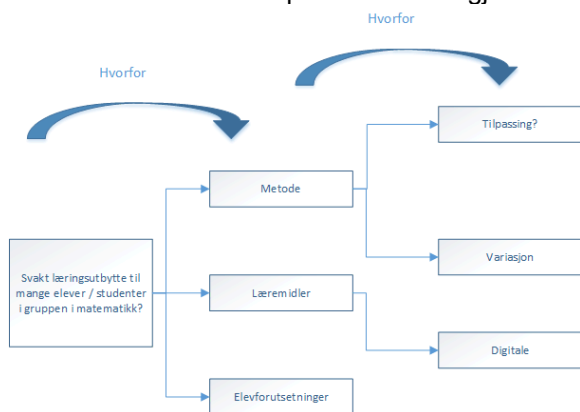 Hvorfor
Hvorfor
Tilpassing?
Metode
Svakt læringsutbytte til
mange elever / studenter
i gruppen i matematikk?
Variasjon
Læremidler
Digitale
Elevforutsetninger